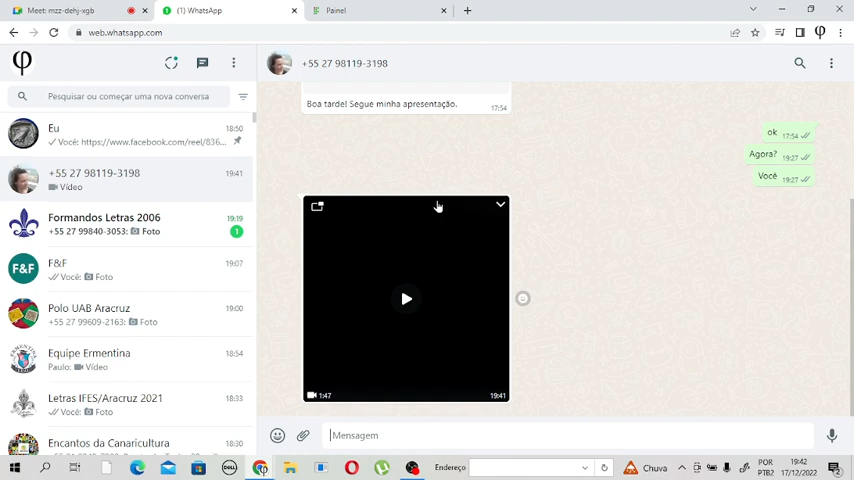 Meet: mzz-dehj-xgb
(1) WhatsApp
Painel
web.whatsapp.com
φ
+55 27 98119-3198
Pesquisar ou começar uma nova conversa
Eu
18:50
Você: https://www.facebook.com/reel/836...
+55 27 98119-3198
19:41
Vídeo
Formandos Letras 2006
19:19
+55 27 99840-3053: Foto
1
F&F
F&F
19:07
Você: Foto
Polo UAB Aracruz
19:00
+55 27 99609-2163: Foto
Equipe Ermentina
18:54
Paulo: Vídeo
Letras IFES/Aracruz 2021
18:33
Você: Foto
Encantos da Canaricultura
18:30
Boa tarde! Segue minha apresentação.
17:54
ok
17:54
Agora?
19:27
Você
19:27
1:47
19:41
Mensagem
DELL
Endereço
Chuva
POR
PTB2
19:42
17/12/2022
2